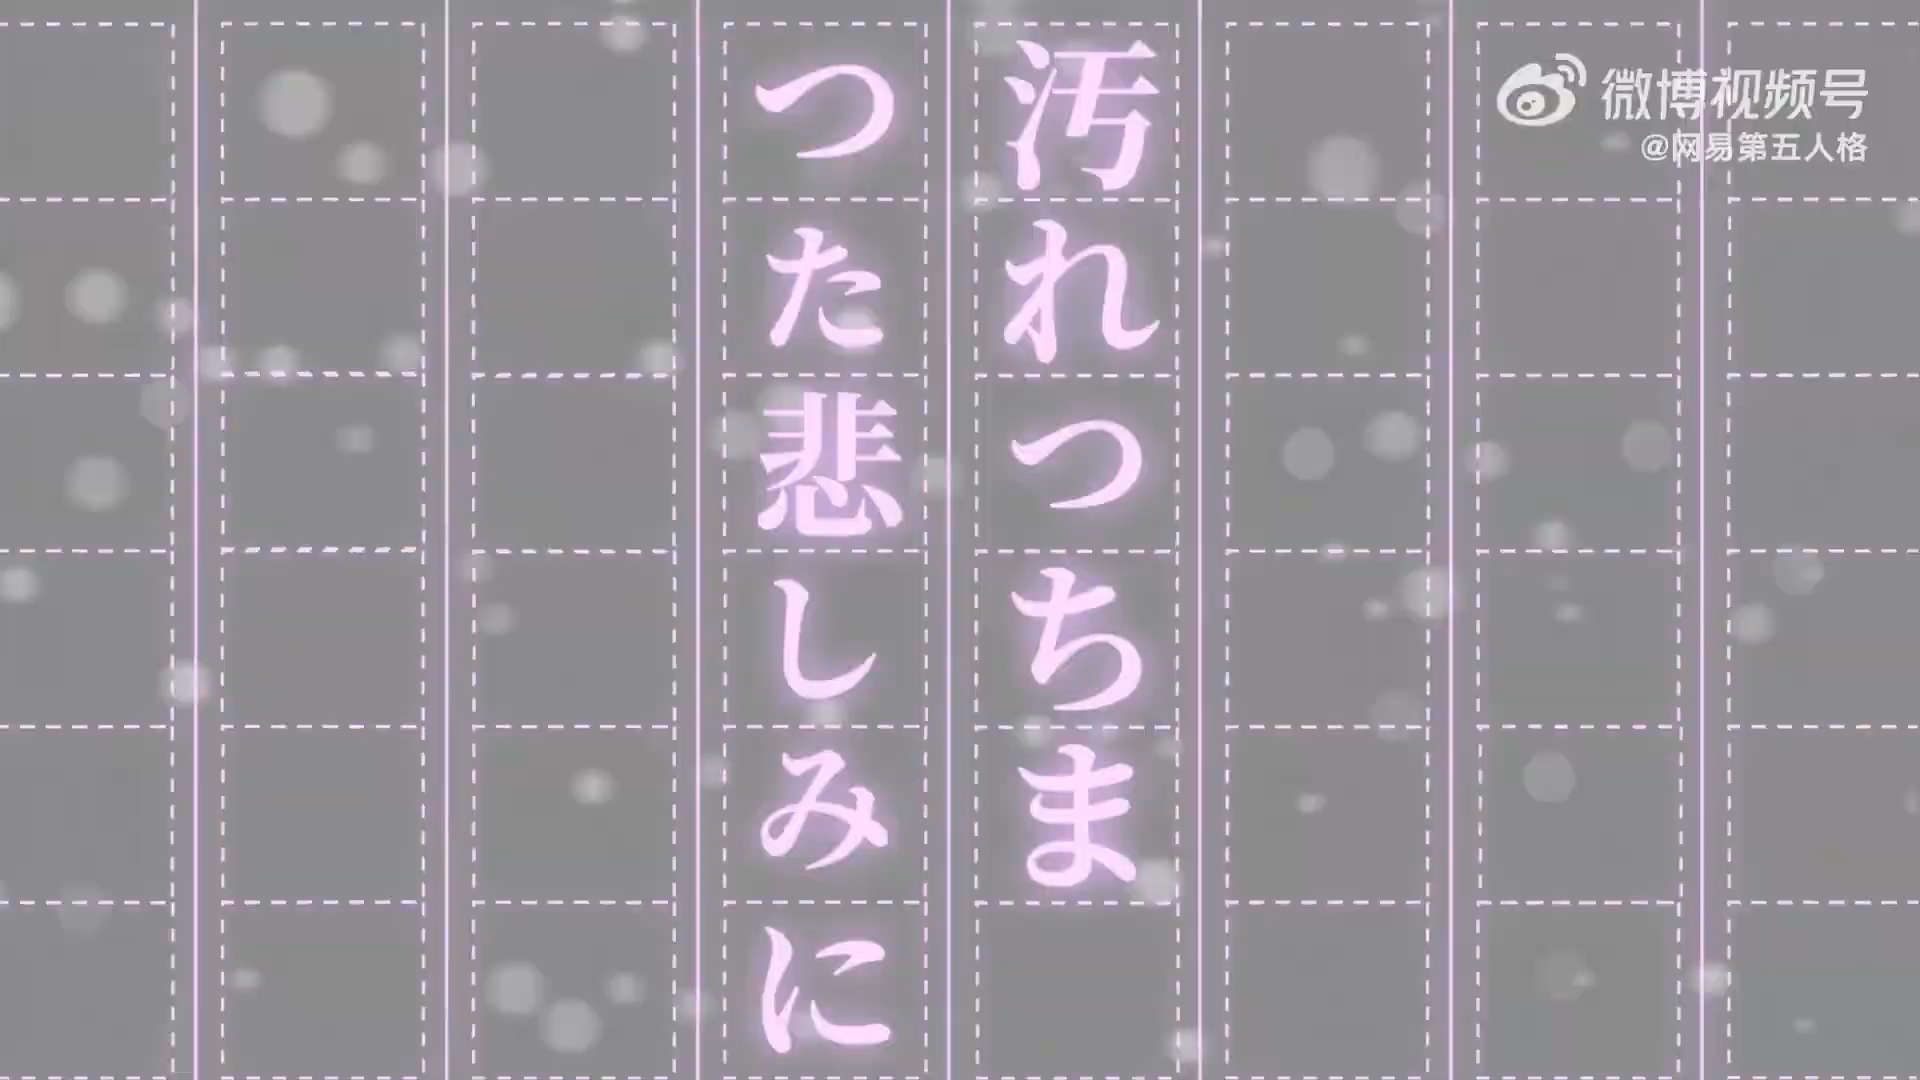 汚れっちま
つた悲しみに
微博视频号
@网易第五人格